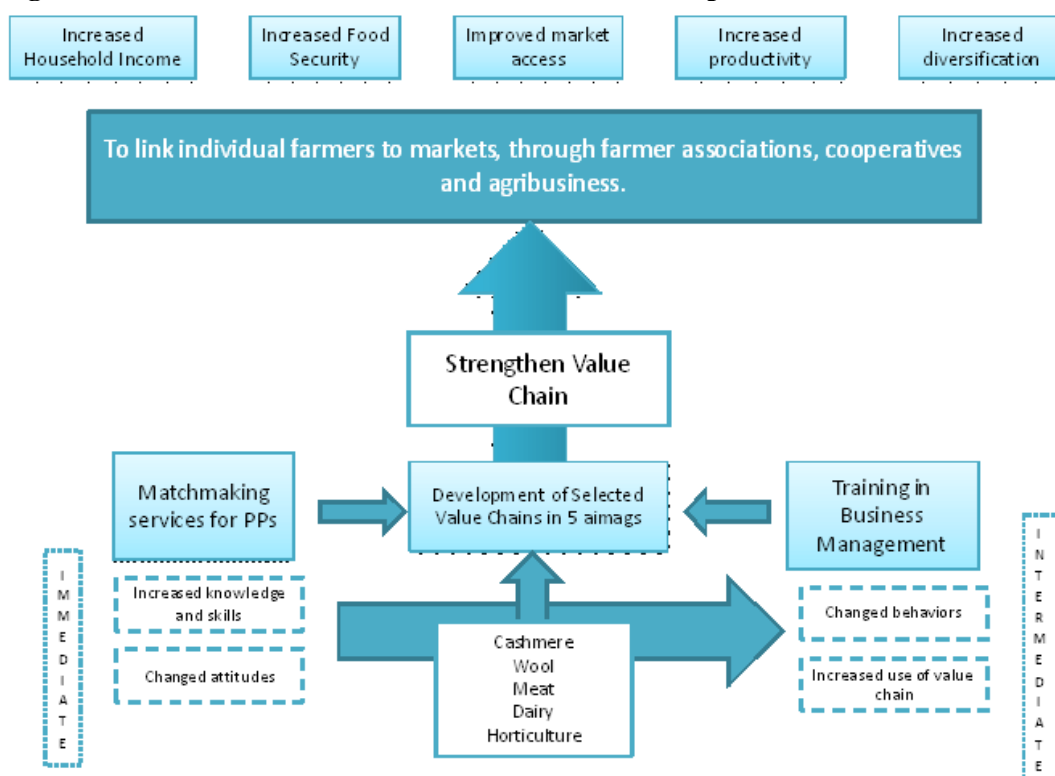 Increased
Household Income
Increased Food
Security
Improved market
access
Increased
productivity
Increased
diversification
To link individual farmers to markets, through farmer associations, cooperatives
and agribusiness.
Strengthen Value
Chain
Matchmaking
services for PPs
Development of Selected
Value Chains in 5 aimags
Training in
Business
Management
IMMEDIATE
Increased knowledge
and skills
Changed attitudes
Cashmere
Wool
Meat
Dairy
Horticulture
Changed behaviors
Increased use of value
chain
INTERMEDIATE